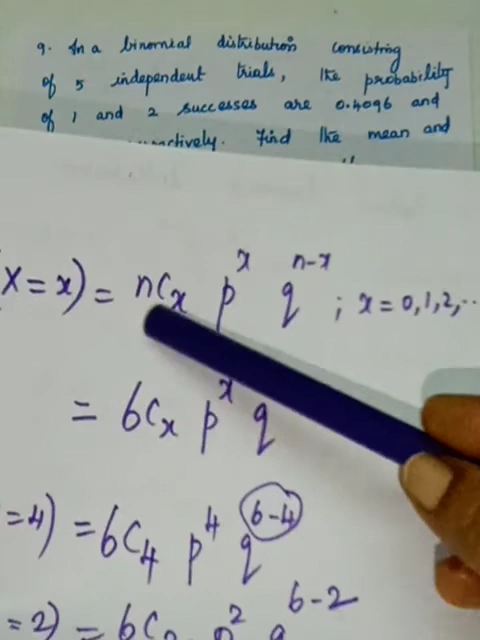 9. In a binomial distribution consisting
of 5 independent trials, the probability
of 1 and 2 successes are 0.4096 and
Find the mean and
X = x) = nCx p^x q^n-x ; x = 0, 1, 2, ..
= 6Cx p^x q
= 4) = 6C4 p^4 q^6-4
= 2) = 6C2 p^2 q^6-2